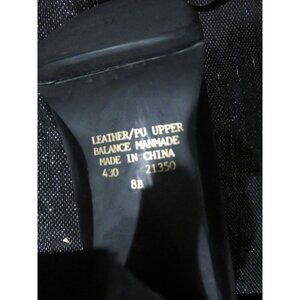 LEATHER/PU UPPER
BALANCE MANMADE
MADE IN CHINA
430 21350
8B